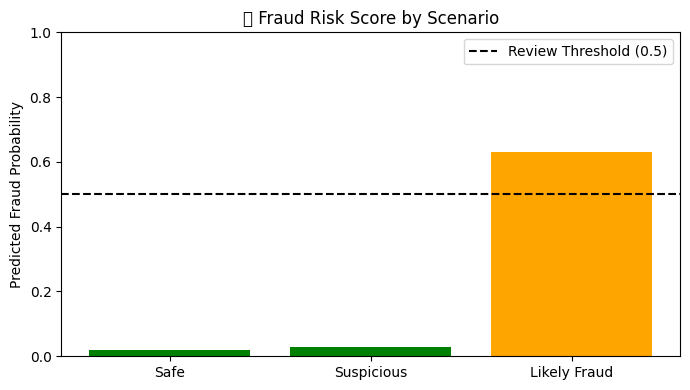 Fraud Risk Score by Scenario
Review Threshold (0.5)
Predicted Fraud Probability
1.0
0.8
0.6
0.4
0.2
0.0
Safe
Suspicious
Likely Fraud